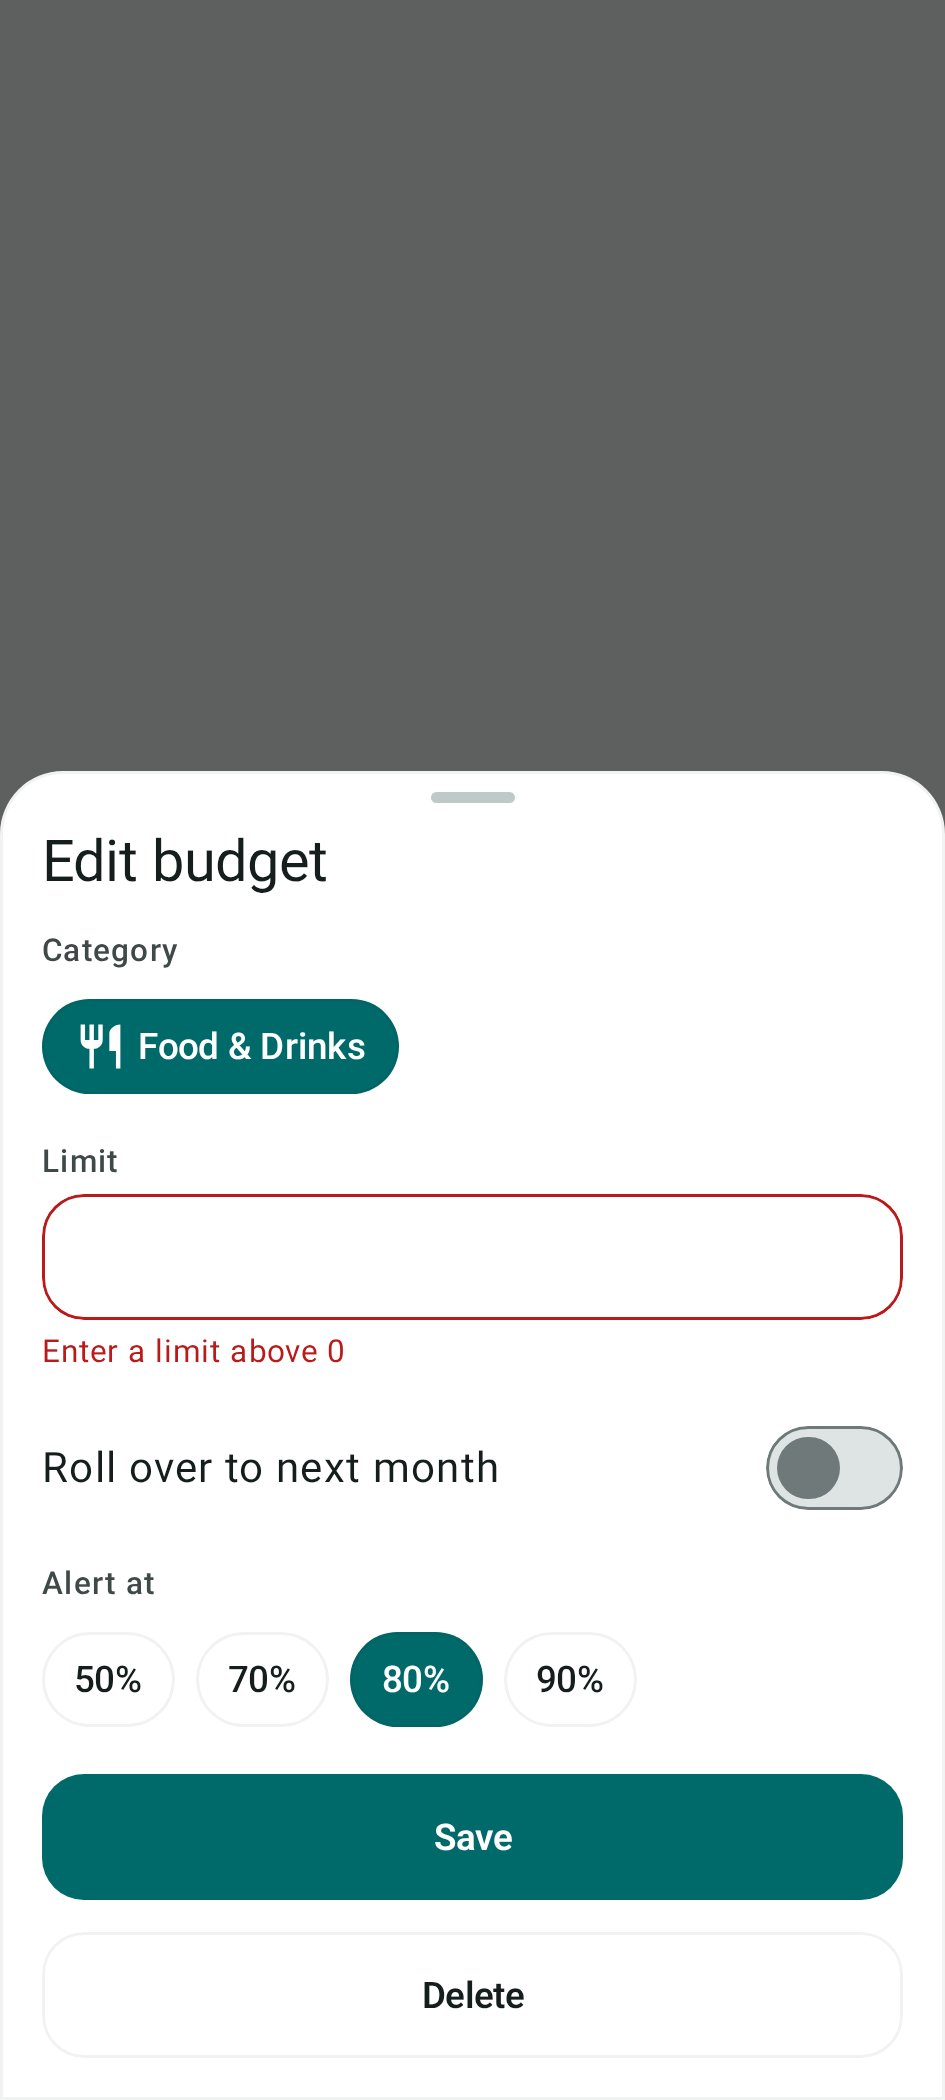 Edit budget
Category
Food & Drinks
Limit
Enter a limit above 0
Roll over to next month
Alert at
50% 70% 80% 90%
Save
Delete